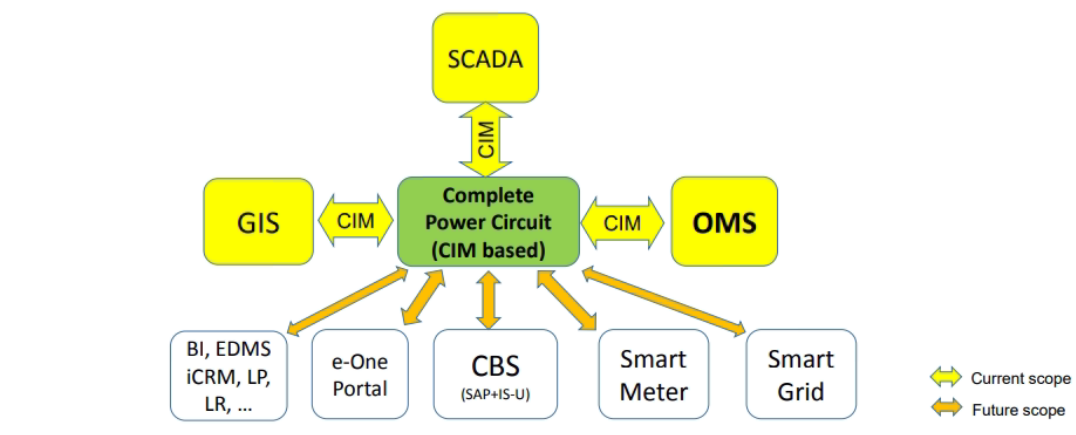 SCADA
CIM
GIS
CIM
Complete
Power Circuit
(CIM based)
CIM
OMS
BI, EDMS
iCRM, LP,
LR, ...
e-One
Portal
CBS
(SAP+IS-U)
Smart
Meter
Smart
Grid
Current scope
Future scope